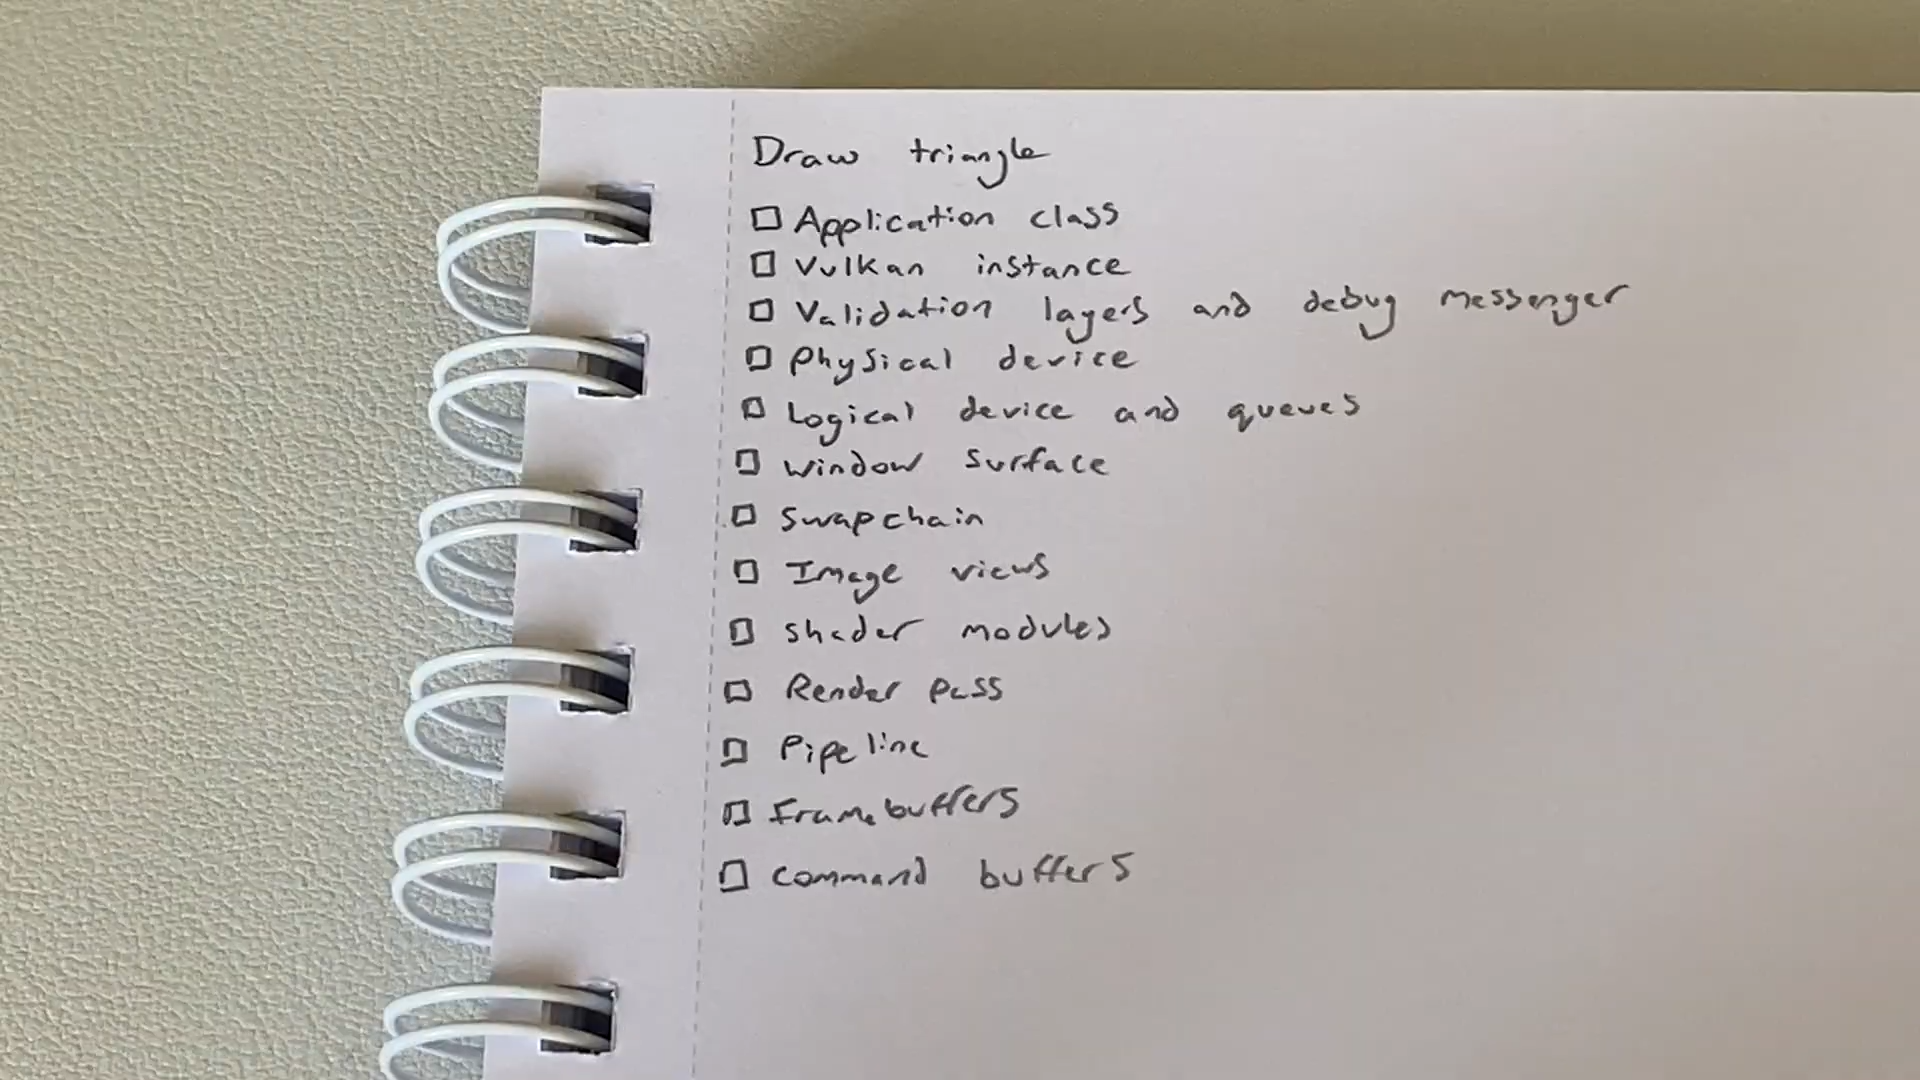 Draw triangle
Application class
Vulkan instance
Validation layers and debug messenger
Physical device
Logical device and queues
Window surface
Swapchain
Image views
Shader modules
Render pass
Pipeline
Framebuffers
Command buffers